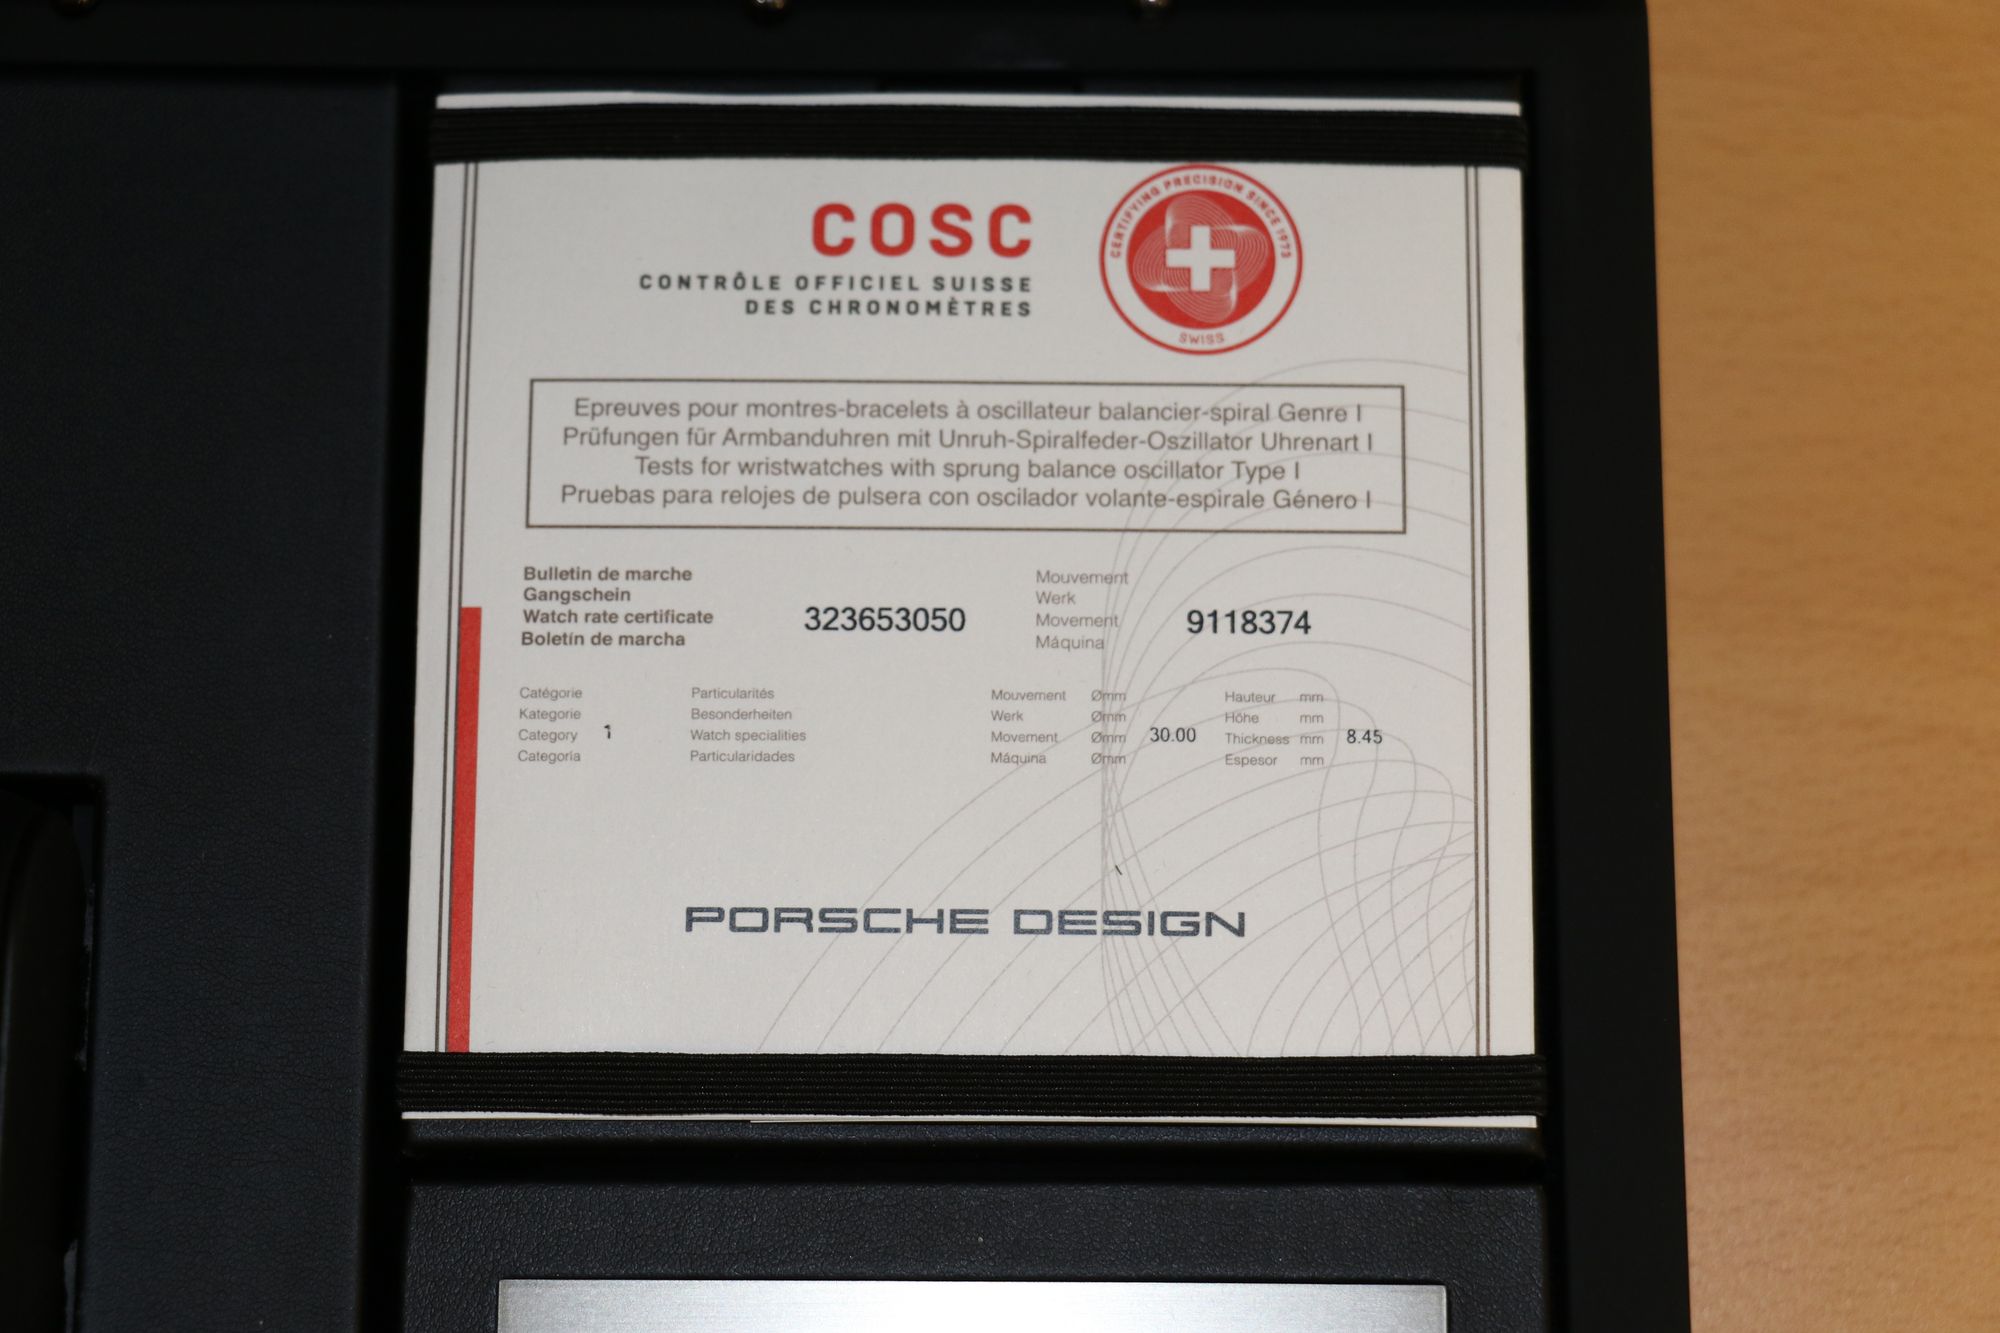 COSC
CONTRÔLE OFFICIEL SUISSE
DES CHRONOMÈTRES
CERTIFYING PRECISION SINCE 1973
SWISS
Epreuves pour montres-bracelets à oscillateur balancier-spiral Genre I
Prüfungen für Armbanduhren mit Unruh-Spiralfeder-Oszillator Uhrenart I
Tests for wristwatches with sprung balance oscillator Type I
Pruebas para relojes de pulsera con oscilador volante-espirale Género I
Bulletin de marche
Gangschein
Watch rate certificate 323653050
Boletín de marcha
Mouvement
Werk
Movement 9118374
Máquina
Catégorie
Kategorie
Category 1
Categoría
Particularités
Besonderheiten
Watch specialities
Particularidades
Mouvement Ømm
Werk Ømm
Movement Ømm 30.00
Máquina Ømm
Hauteur mm
Höhe mm
Thickness mm 8.45
Espesor mm
PORSCHE DESIGN